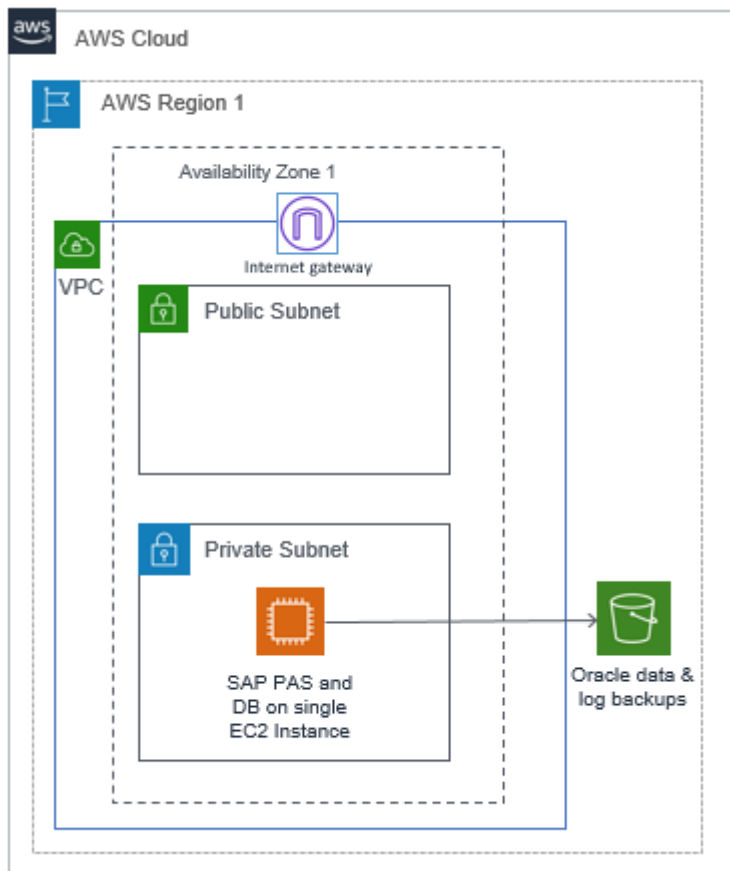 aws
AWS Cloud
AWS Region 1
Availability Zone 1
Internet gateway
VPC
Public Subnet
Private Subnet
SAP PAS and
DB on single
EC2 Instance
Oracle data &
log backups